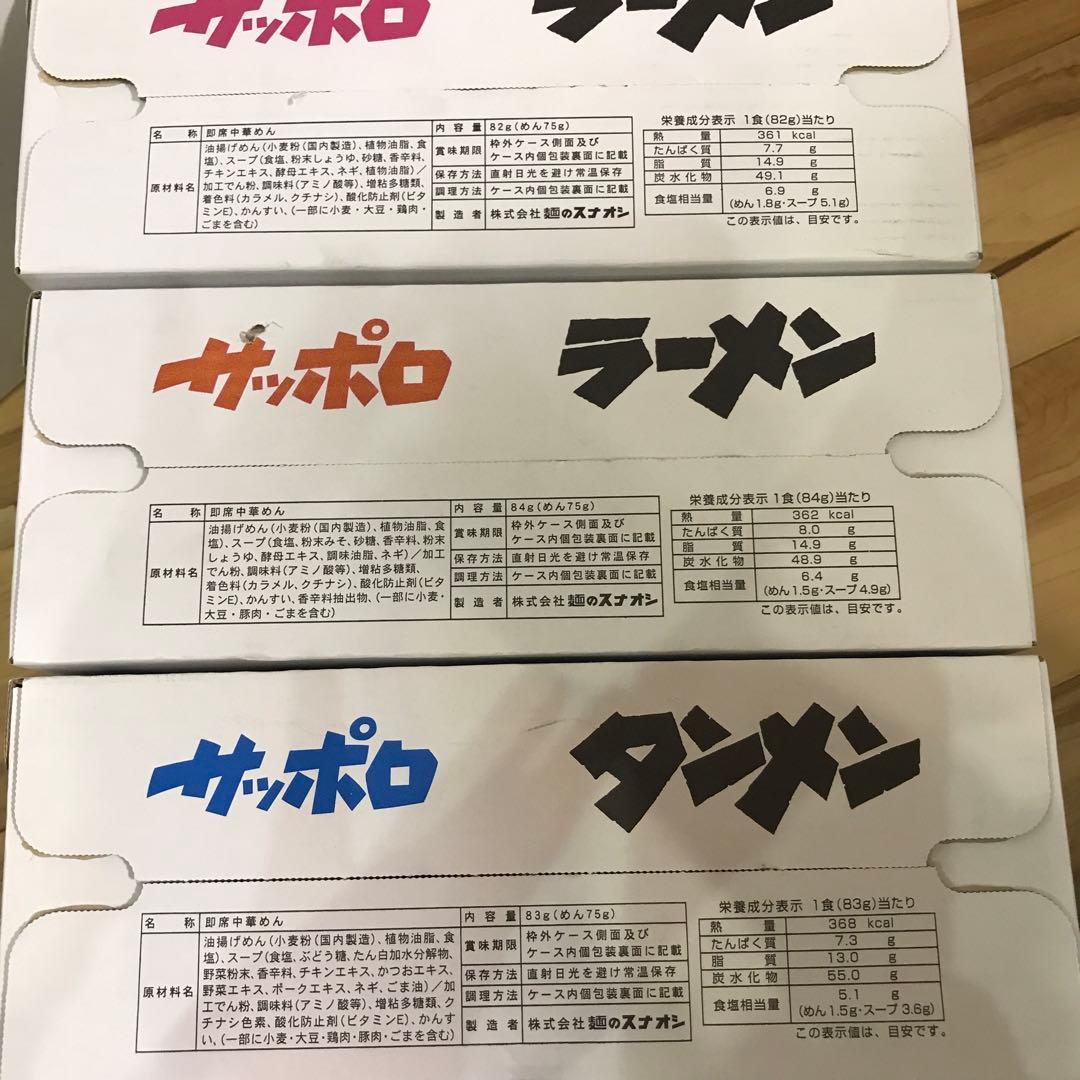 サッポロ ラーメン
名称 即席中華めん
原材料名 油揚げめん(小麦粉(国内製造)、植物油脂、食
塩)、スープ(食塩、粉末しょうゆ、砂糖、香辛料、
チキンエキス、酵母エキス、ネギ、植物油脂)/
加工でん粉、調味料(アミノ酸等)、増粘多糖類、
着色料(カラメル、クチナシ)、酸化防止剤(ビタ
ミンE)、かんすい、(一部に小麦・大豆・鶏肉・
ごまを含む)
内容量 82g(めん75g)
賞味期限 枠外ケース側面及び
ケース内個包装裏面に記載
保存方法 直射日光を避け常温保存
調理方法 ケース内個包装裏面に記載
製造者 株式会社 麺のスナオシ
栄養成分表示 1食(82g)当たり
熱量 361 kcal
たんぱく質 7.7 g
脂質 14.9 g
炭水化物 49.1 g
食塩相当量 6.9 g
(めん1.8g・スープ5.1g)
この表示値は、目安です。
サッポロ ラーメン
名称 即席中華めん
原材料名 油揚げめん(小麦粉(国内製造)、植物油脂、食
塩)、スープ(食塩、粉末みそ、砂糖、香辛料、粉末
しょうゆ、酵母エキス、調味油脂、ネギ)/加工
でん粉、調味料(アミノ酸等)、増粘多糖類、
着色料(カラメル、クチナシ)、酸化防止剤(ビタ
ミンE)、かんすい、香辛料抽出物、(一部に小麦・
大豆・豚肉・ごまを含む)
内容量 84g(めん75g)
賞味期限 枠外ケース側面及び
ケース内個包装裏面に記載
保存方法 直射日光を避け常温保存
調理方法 ケース内個包装裏面に記載
製造者 株式会社 麺のスナオシ
栄養成分表示 1食(84g)当たり
熱量 362 kcal
たんぱく質 8.0 g
脂質 14.9 g
炭水化物 48.9 g
食塩相当量 6.4 g
(めん1.5g・スープ4.9g)
この表示値は、目安です。
サッポロ タンメン
名称 即席中華めん
原材料名 油揚げめん(小麦粉(国内製造)、植物油脂、食
塩)、スープ(食塩、ぶどう糖、たん白加水分解物、
野菜粉末、香辛料、チキンエキス、かつおエキス、
野菜エキス、ポークエキス、ネギ、ごま油)/加
工でん粉、調味料(アミノ酸等)、増粘多糖類、ク
チナシ色素、酸化防止剤(ビタミンE)、かんす
い、(一部に小麦・大豆・鶏肉・豚肉・ごまを含む)
内容量 83g(めん75g)
賞味期限 枠外ケース側面及び
ケース内個包装裏面に記載
保存方法 直射日光を避け常温保存
調理方法 ケース内個包装裏面に記載
製造者 株式会社 麺のスナオシ
栄養成分表示 1食(83g)当たり
熱量 368 kcal
たんぱく質 7.3 g
脂質 13.0 g
炭水化物 55.0 g
食塩相当量 5.1 g
(めん1.5g・スープ3.6g)
この表示値は、目安です。